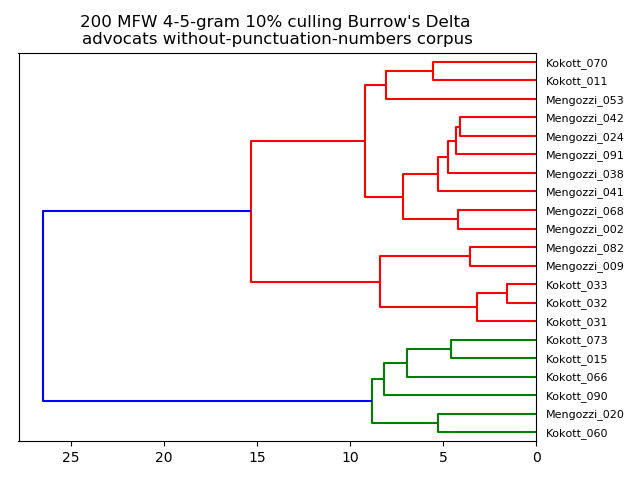 200 MFW 4-5-gram 10% culling Burrow's Delta
advocats without-punctuation-numbers corpus
Kokott_070
Kokott_011
Mengozzi_053
Mengozzi_042
Mengozzi_024
Mengozzi_091
Mengozzi_038
Mengozzi_041
Mengozzi_068
Mengozzi_002
Mengozzi_082
Mengozzi_009
Kokott_033
Kokott_032
Kokott_031
Kokott_073
Kokott_015
Kokott_066
Kokott_090
Mengozzi_020
Kokott_060
25 20 15 10 5 0